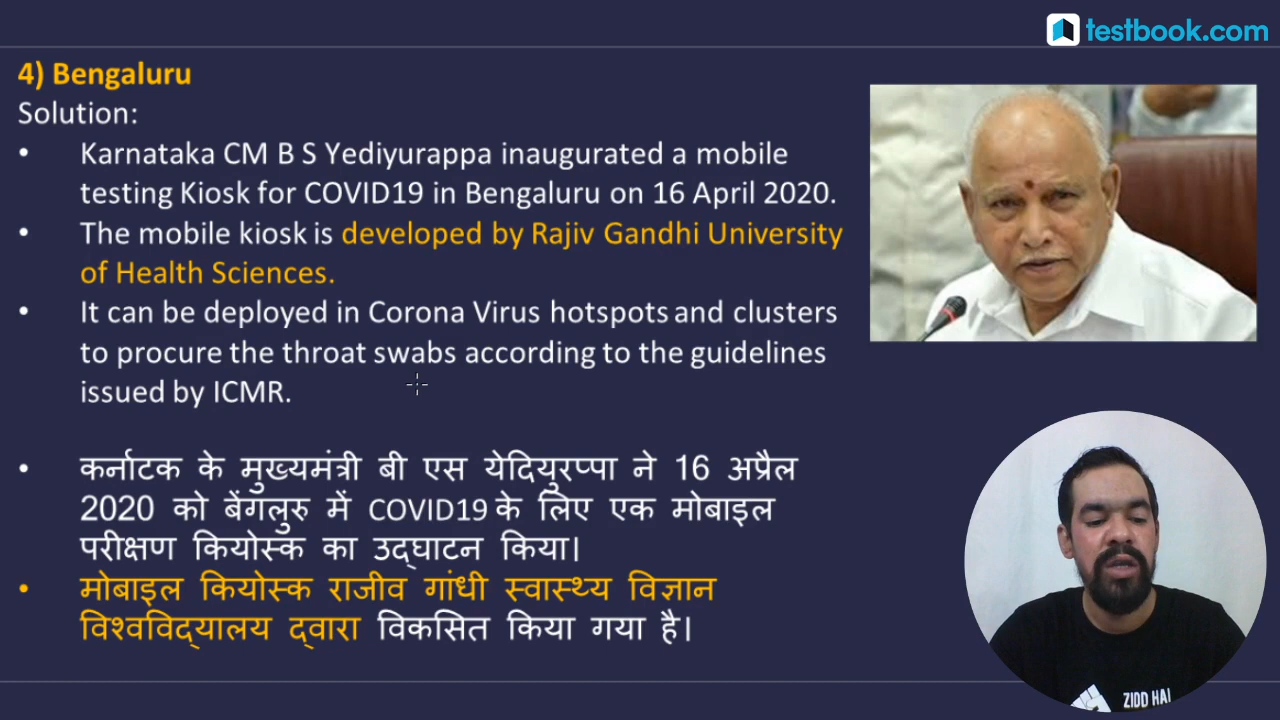 testbook.com
4) Bengaluru
Solution:
• Karnataka CM B S Yediyurappa inaugurated a mobile
testing Kiosk for COVID19 in Bengaluru on 16 April 2020.
• The mobile kiosk is developed by Rajiv Gandhi University
of Health Sciences.
• It can be deployed in Corona Virus hotspots and clusters
to procure the throat swabs according to the guidelines
issued by ICMR.
• कर्नाटक के मुख्यमंत्री बी एस येदियुरप्पा ने 16 अप्रैल
2020 को बेंगलुरु में COVID19 के लिए एक मोबाइल
परीक्षण कियोस्क का उद्घाटन किया।
• मोबाइल कियोस्क राजीव गांधी स्वास्थ्य विज्ञान
विश्वविद्यालय द्वारा विकसित किया गया है।
ZIDD HAI